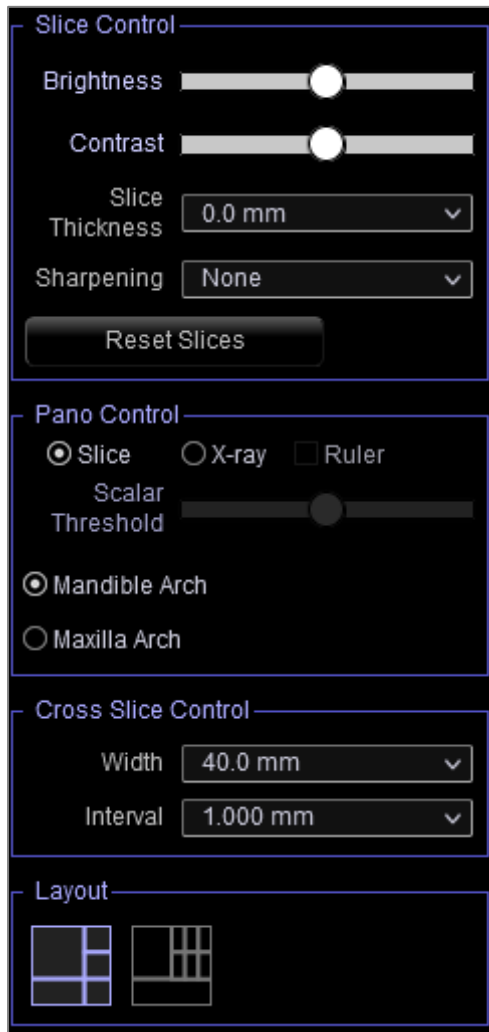 Slice Control
Brightness
Contrast
Slice
Thickness
0.0 mm
Sharpening
None
Reset Slices
Pano Control
Slice
X-ray
Ruler
Scalar
Threshold
Mandible Arch
Maxilla Arch
Cross Slice Control
Width
40.0 mm
Interval
1.000 mm
Layout